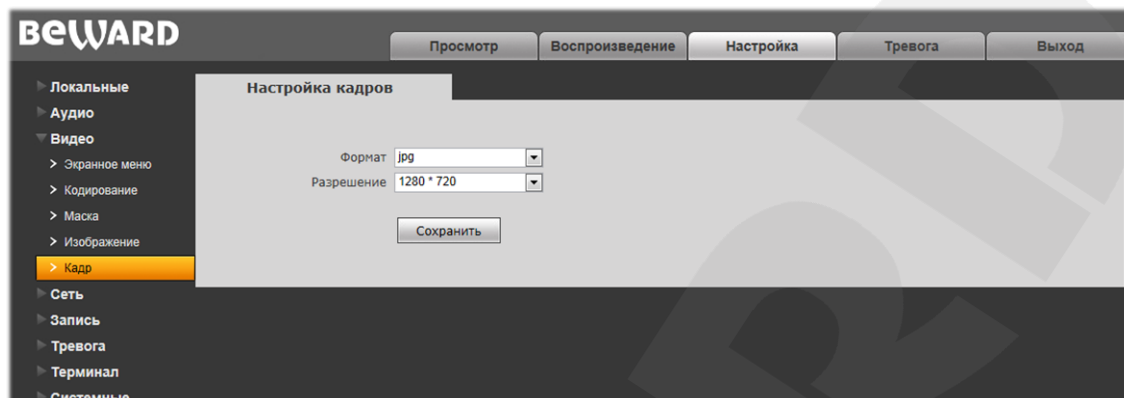 BEWARD
Просмотр Воспроизведение Настройка Тревога Выход
Локальные
Аудио
Видео
> Экранное меню
> Кодирование
> Маска
> Изображение
> Кадр
Сеть
Запись
Тревога
Терминал
Системные
Настройка кадров
Формат jpg
Разрешение 1280 * 720
Сохранить